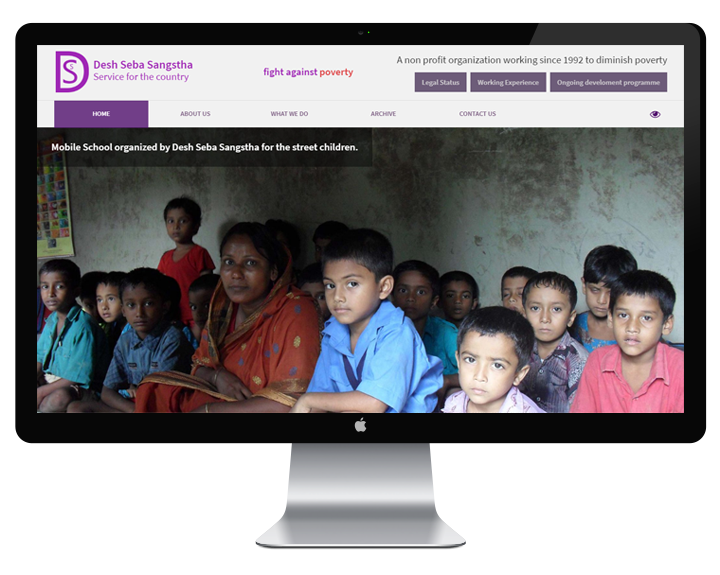 Desh Seba Sangstha
Service for the country
fight against poverty
A non profit organization working since 1992 to diminish poverty
Legal Status
Working Experience
Ongoing develoment programme
HOME
ABOUT US
WHAT WE DO
ARCHIVE
CONTACT US
Mobile School organized by Desh Seba Sangstha for the street children.